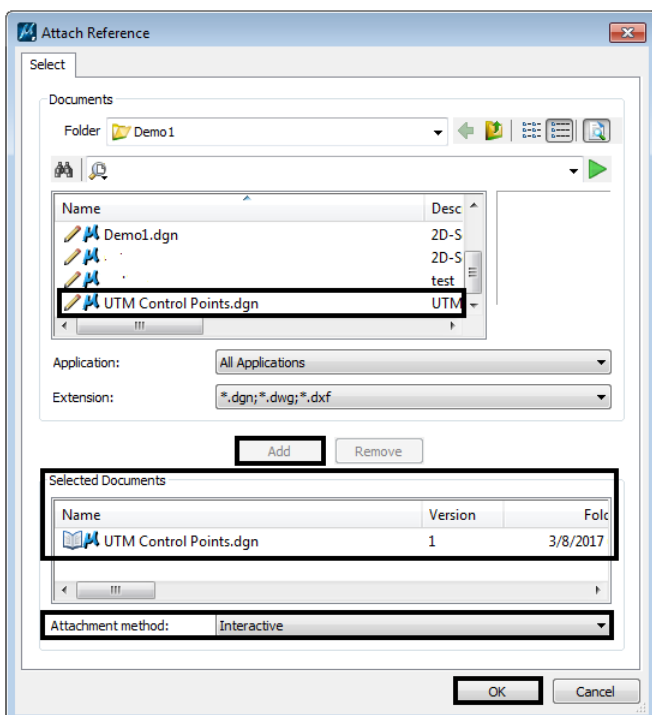 Attach Reference
Select
Documents
Folder Demo1
Name Desc
Demo1.dgn 2D-S
2D-S
test
UTM Control Points.dgn UTM
Application: All Applications
Extension: *.dgn;*.dwg;*.dxf
Add Remove
Selected Documents
Name Version Fold
UTM Control Points.dgn 1 3/8/2017
Attachment method: Interactive
OK Cancel